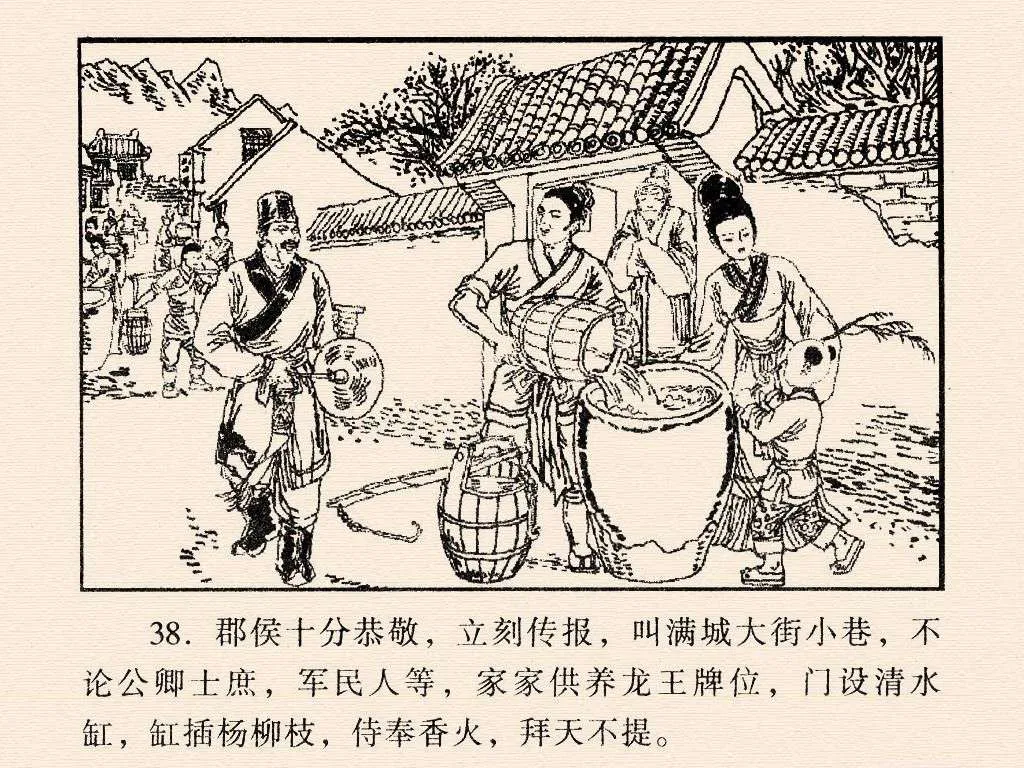 38. 郡侯十分恭敬，立刻传报，叫满城大街小巷，不
论公卿士庶，军民人等，家家供养龙王牌位，门设清水
缸，缸插杨柳枝，侍奉香火，拜天不提。